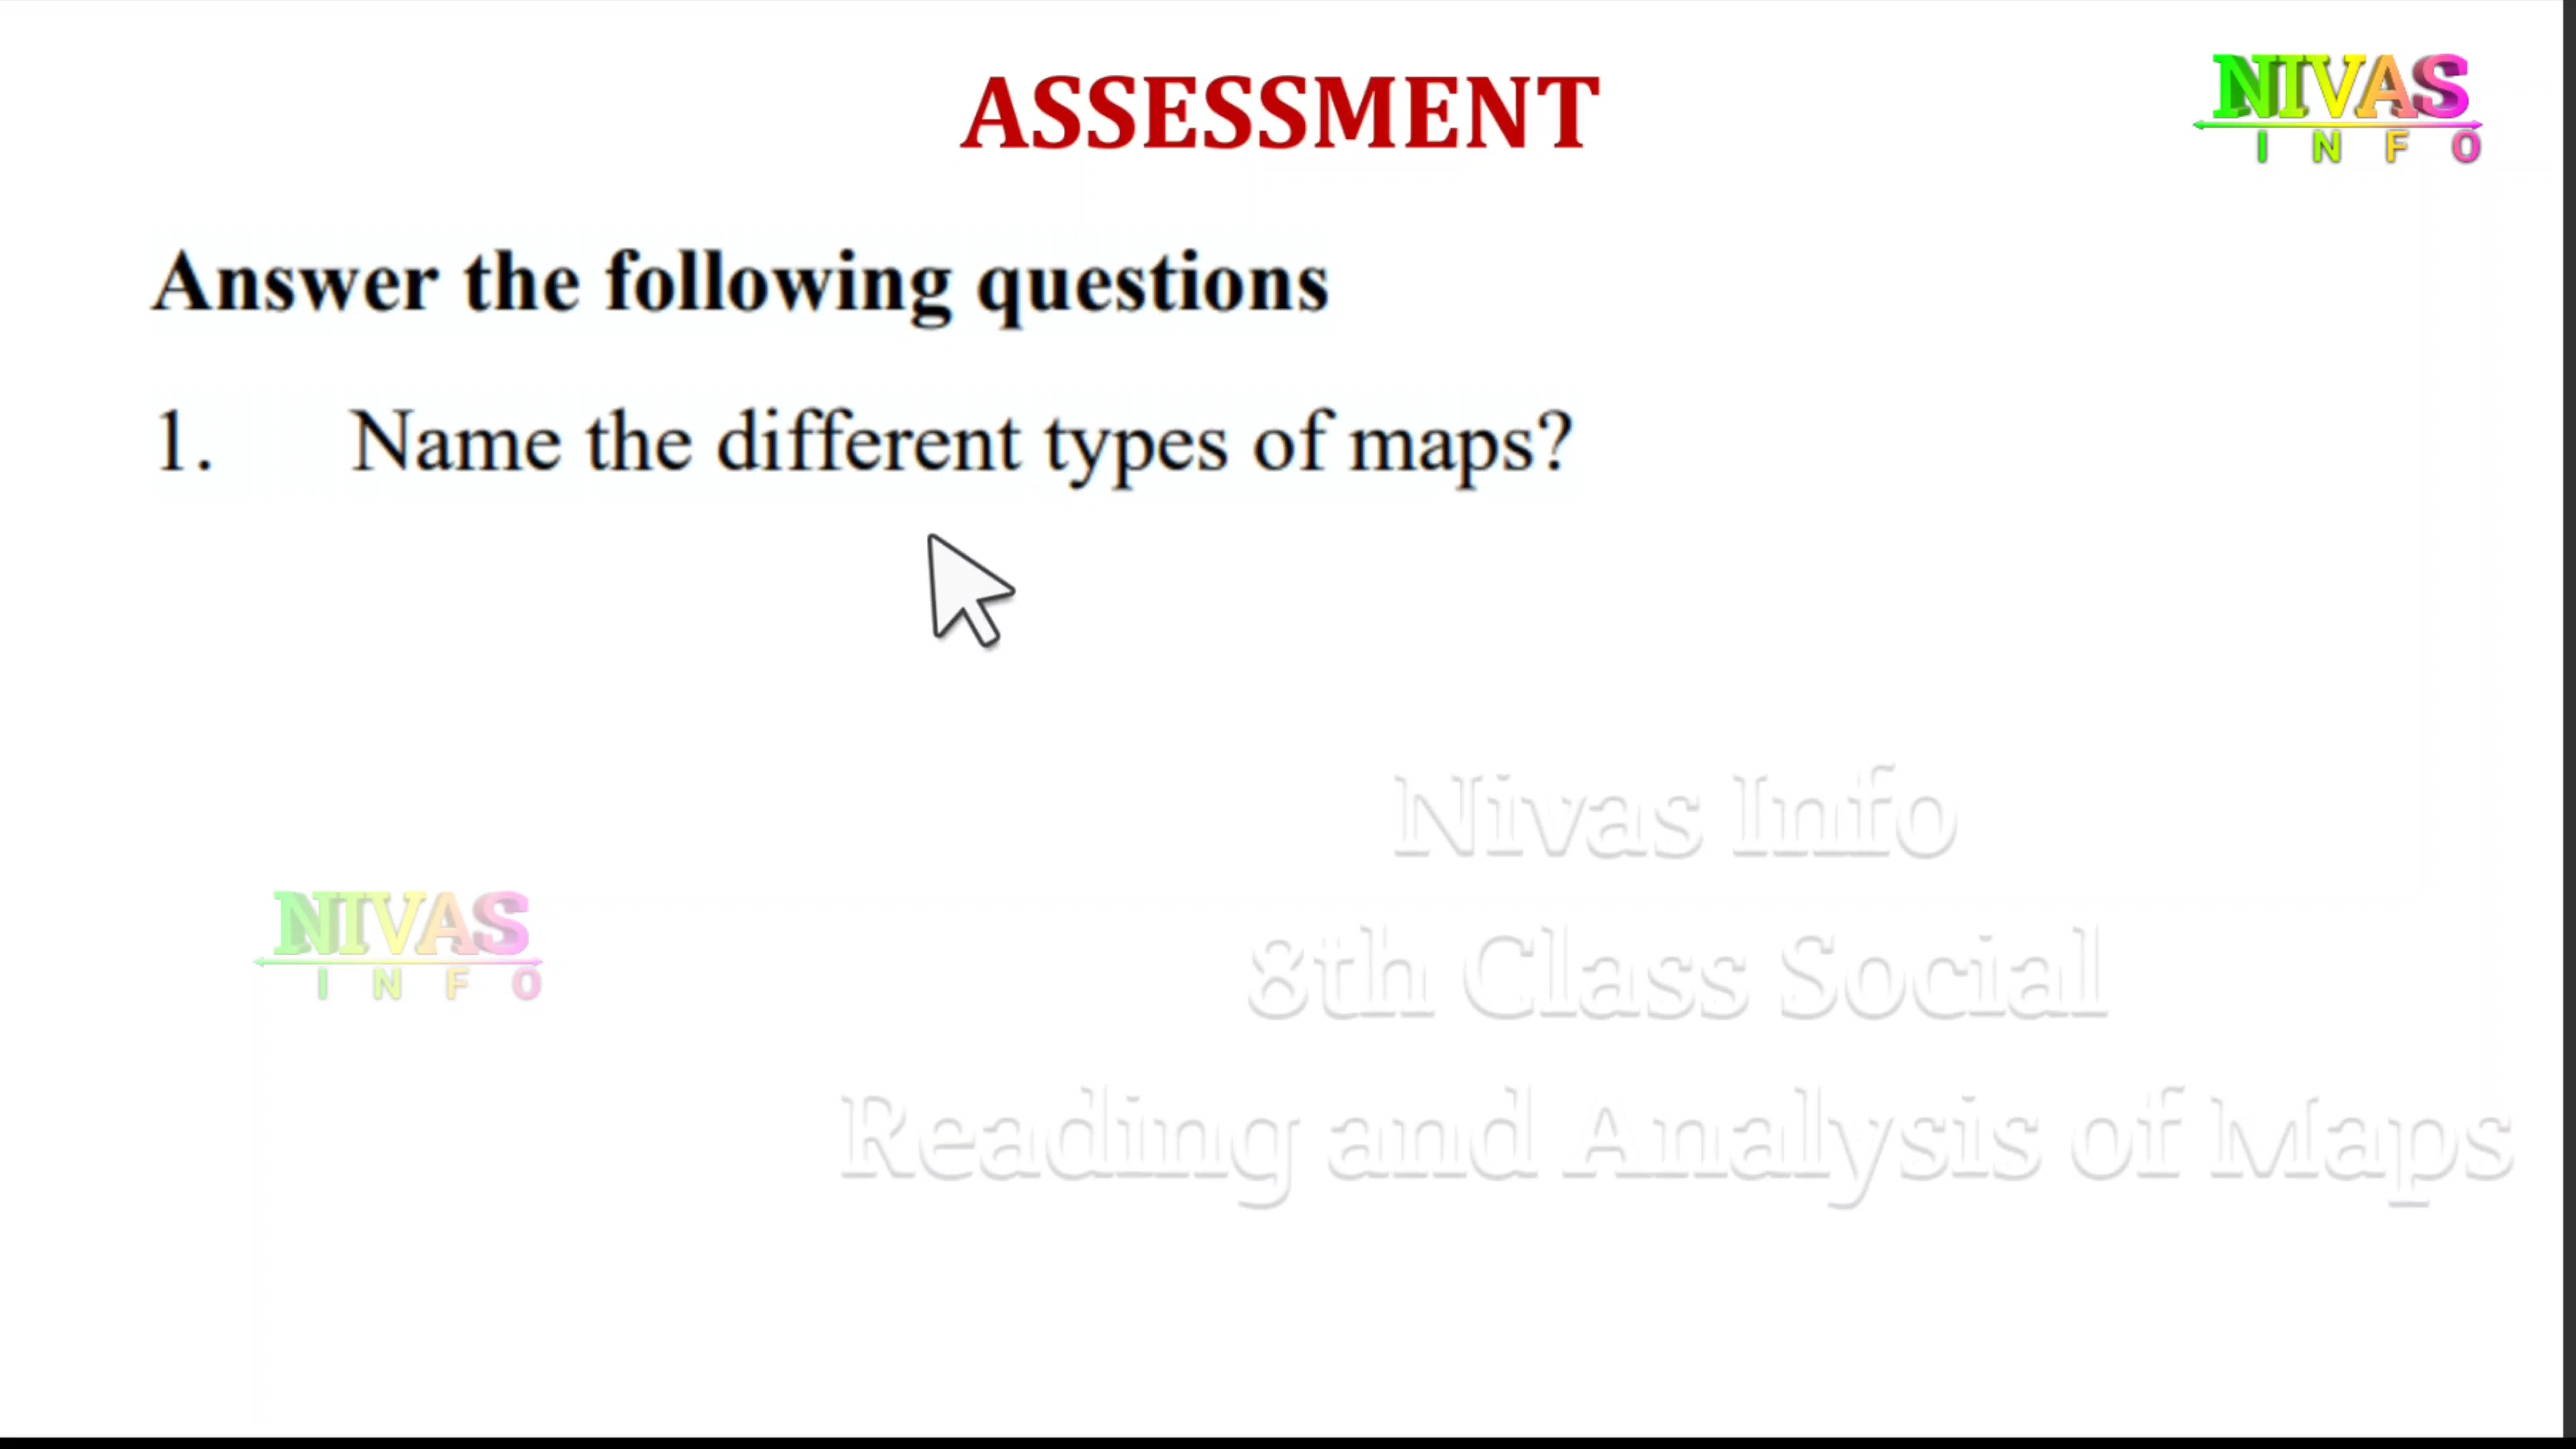 ASSESSMENT
NIVAS
INFO
Answer the following questions
1. Name the different types of maps?
Nivas Info
8th Class Social
Reading and Analysis of Maps
NIVAS
INFO